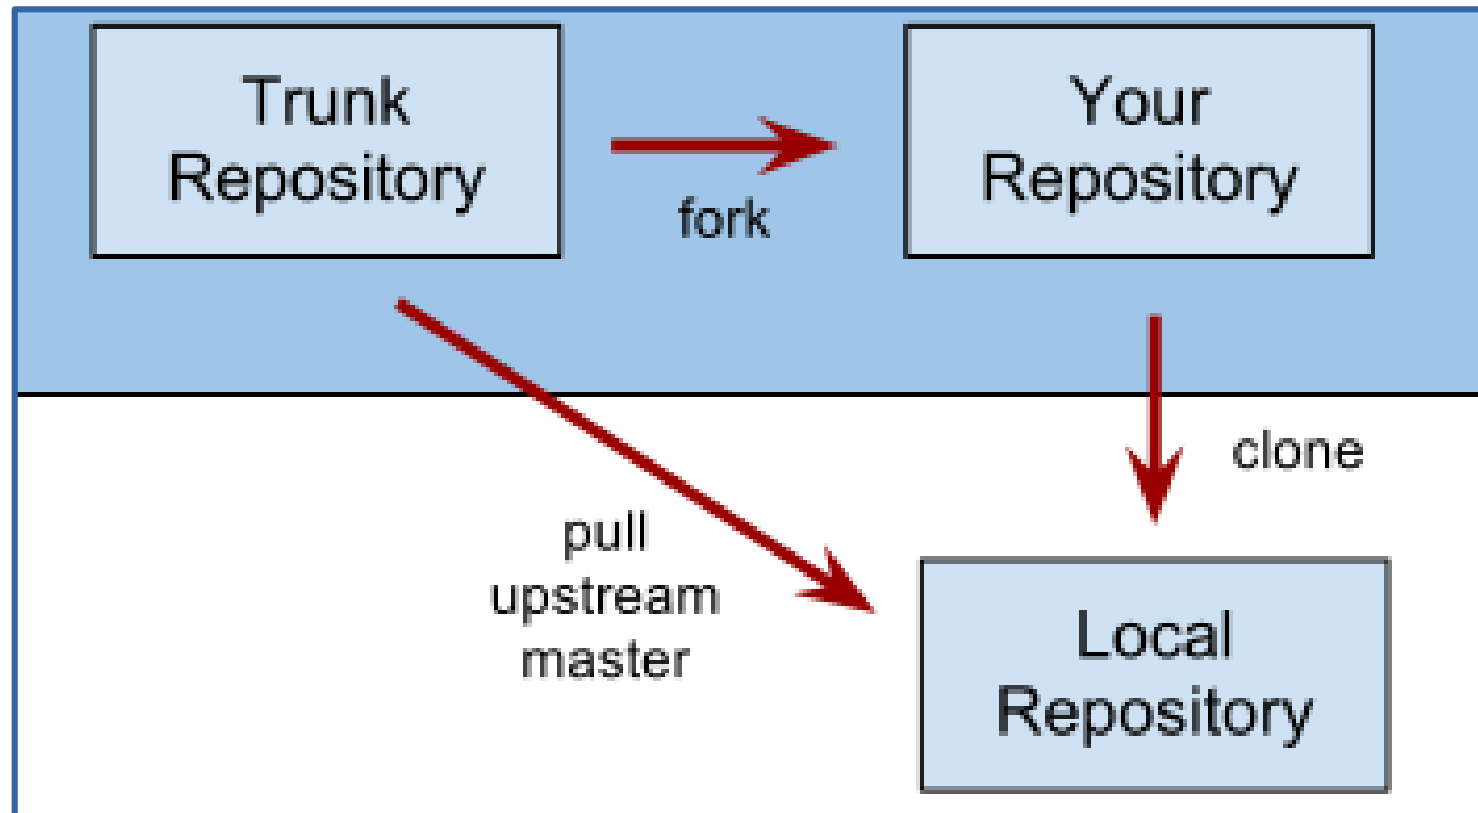 Trunk
Repository
Your
Repository
fork
clone
pull
upstream
master
Local
Repository